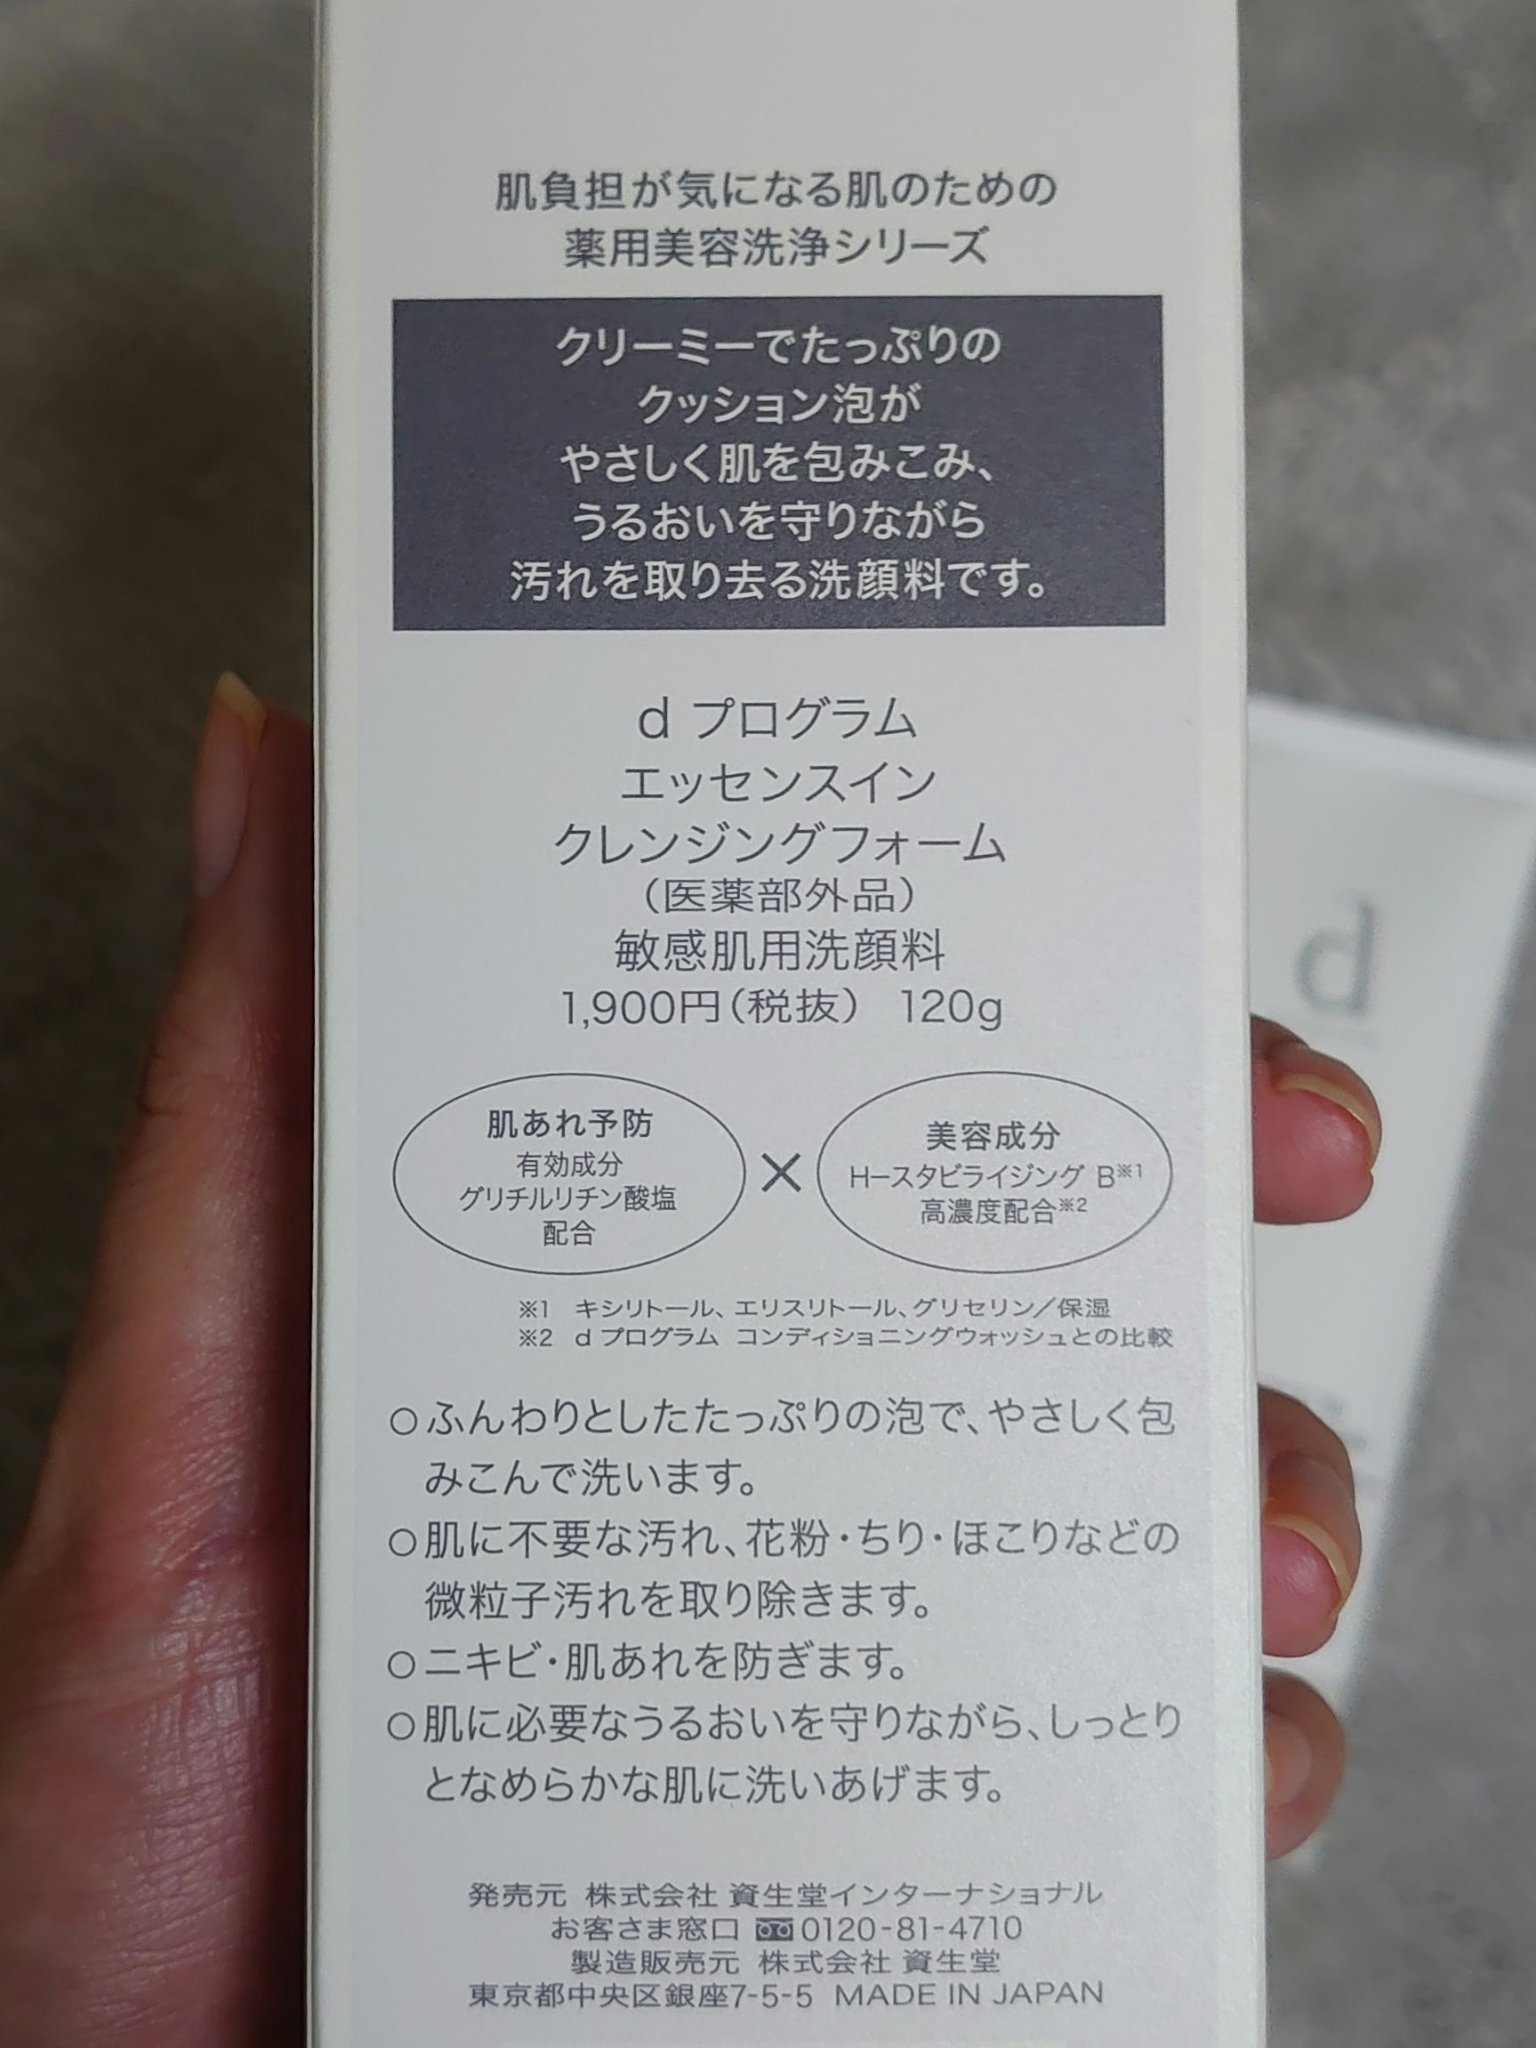 肌負担が気になる肌のための
薬用美容洗浄シリーズ
クリーミーでたっぷりの
クッション泡が
やさしく肌を包みこみ、
うるおいを守りながら
汚れを取り去る洗顔料です。
d プログラム
エッセンスイン
クレンジングフォーム
（医薬部外品）
敏感肌用洗顔料
1,900円（税抜） 120g
肌あれ予防
有効成分
グリチルリチン酸塩
配合
×
美容成分
Hースタビライジング B※1
高濃度配合※2
※1 キシリトール、エリスリトール、グリセリン／保湿
※2 d プログラム コンディショニングウォッシュとの比較
○ふんわりとしたたっぷりの泡で、やさしく包
みこんで洗います。
○肌に不要な汚れ、花粉・ちり・ほこりなどの
微粒子汚れを取り除きます。
○ニキビ・肌あれを防ぎます。
○肌に必要なうるおいを守りながら、しっとり
となめらかな肌に洗いあげます。
発売元 株式会社 資生堂インターナショナル
お客さま窓口 0120-81-4710
製造販売元 株式会社 資生堂
東京都中央区銀座7-5-5 MADE IN JAPAN
d